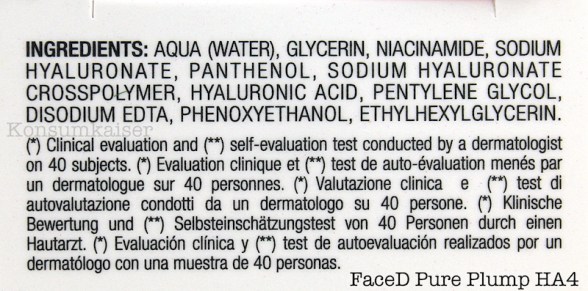 INGREDIENTS: AQUA (WATER), GLYCERIN, NIACINAMIDE, SODIUM
HYALURONATE, PANTHENOL, SODIUM HYALURONATE
CROSSPOLYMER, HYALURONIC ACID, PENTYLENE GLYCOL,
DISODIUM EDTA, PHENOXYETHANOL, ETHYLHEXYLGLYCERIN.
Konsumkaiser
(*) Clinical evaluation and (**) self-evaluation test conducted by a dermatologist
on 40 subjects. (*) Evaluation clinique et (**) test de auto-évaluation menés par
un dermatologue sur 40 personnes. (*) Valutazione clinica e (**) test di
autovalutazione condotti da un dermatologo su 40 persone. (*) Klinische
Bewertung und (**) Selbsteinschätzungstest von 40 Personen durch einen
Hautarzt. (*) Evaluación clínica y (**) test de autoevaluación realizados por un
dermatólogo con una muestra de 40 personas.
FaceD Pure Plump HA4